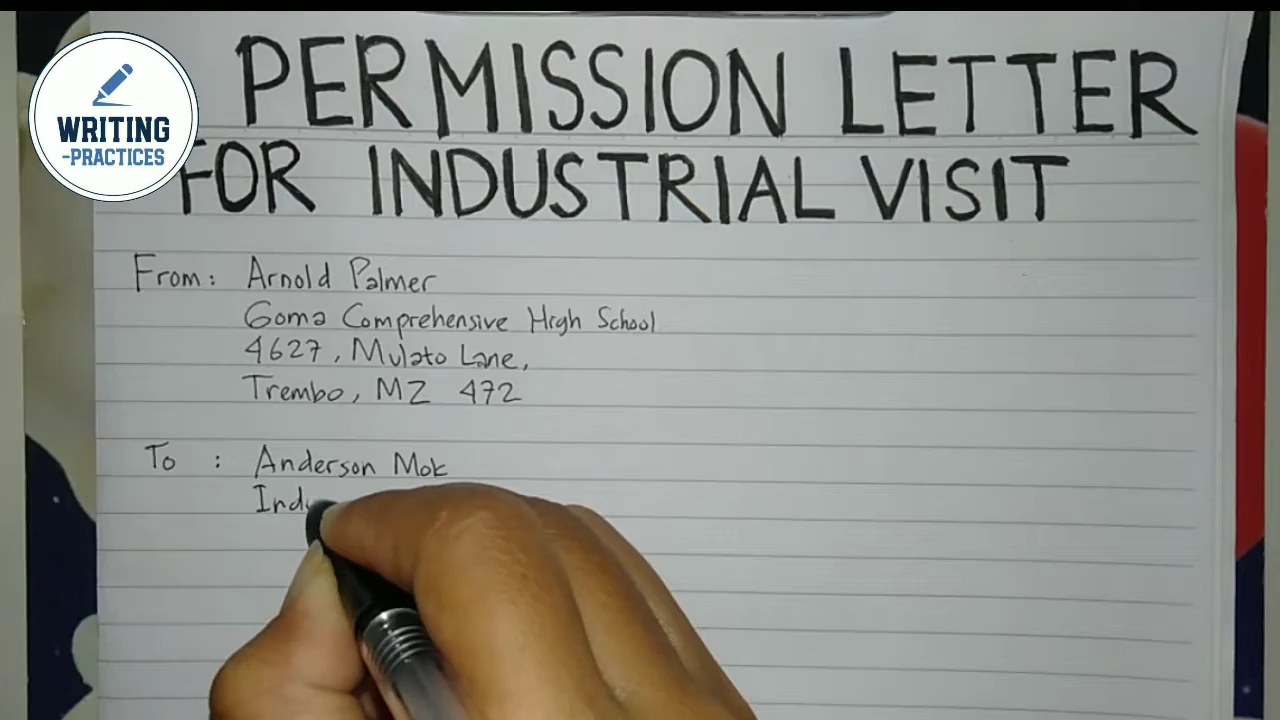 WRITING
-PRACTICES
PERMISSION LETTER
FOR INDUSTRIAL VISIT
From: Arnold Palmer
Goma Comprehensive High School
4627, Mulato Lane,
Trembo, MZ 472
To : Anderson Mok